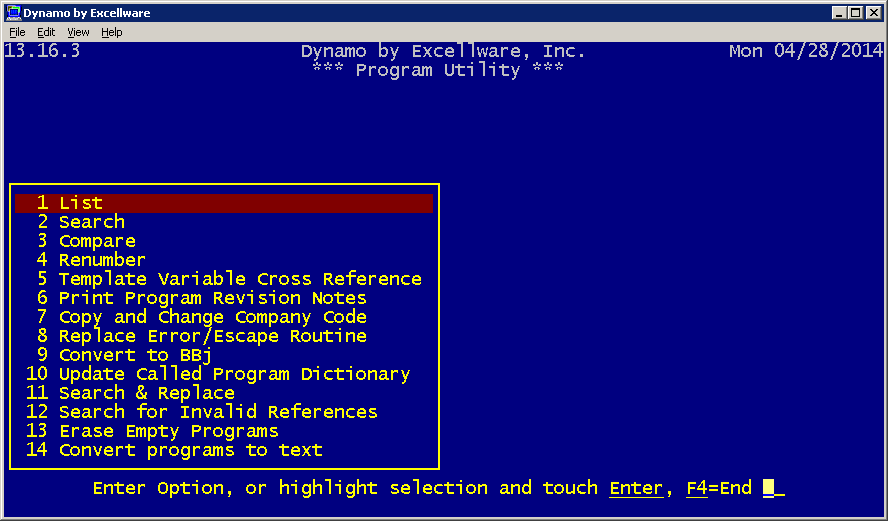 Dynamo by Excellware
File Edit View Help
13.16.3 Dynamo by Excellware, Inc. Mon 04/28/2014
*** Program Utility ***
1 List
2 Search
3 Compare
4 Renumber
5 Template Variable Cross Reference
6 Print Program Revision Notes
7 Copy and Change Company Code
8 Replace Error/Escape Routine
9 Convert to BBj
10 Update Called Program Dictionary
11 Search & Replace
12 Search for Invalid References
13 Erase Empty Programs
14 Convert programs to text
Enter Option, or highlight selection and touch Enter, F4=End